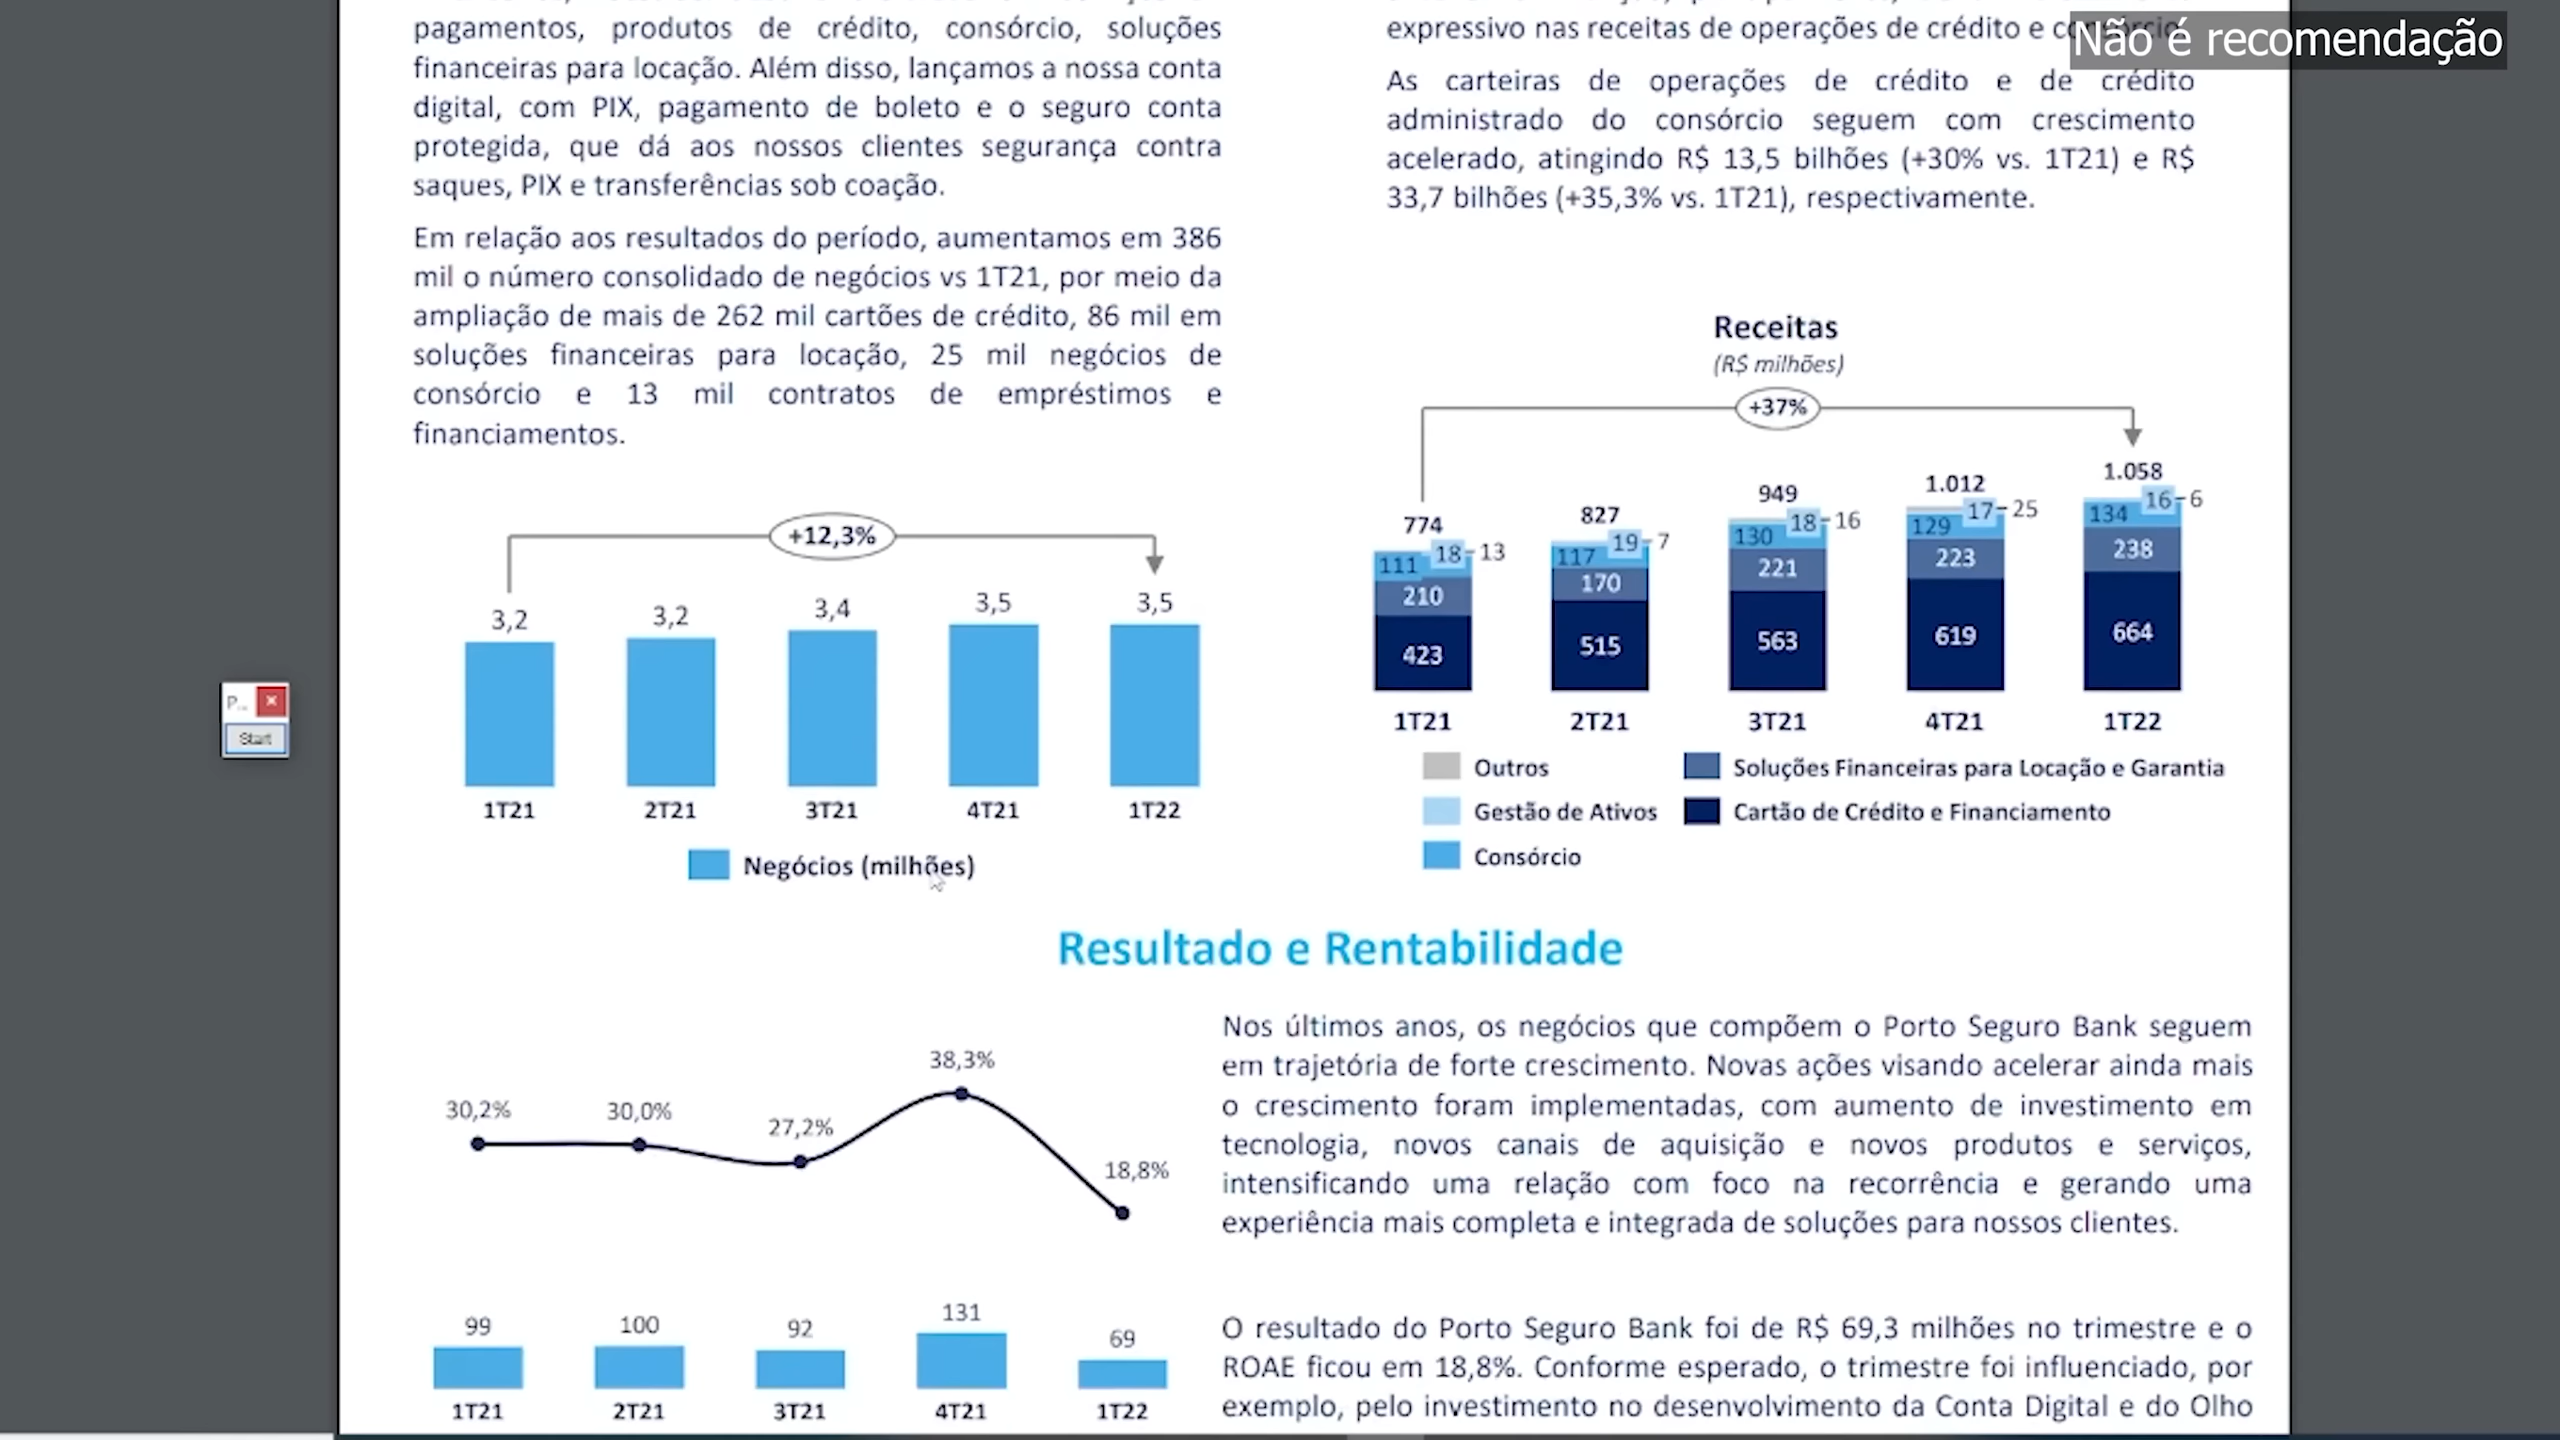 Não é recomendação
pagamentos, produtos de crédito, consórcio, soluções
financeiras para locação. Além disso, lançamos a nossa conta
digital, com PIX, pagamento de boleto e o seguro conta
protegida, que dá aos nossos clientes segurança contra
saques, PIX e transferências sob coação.
Em relação aos resultados do período, aumentamos em 386
mil o número consolidado de negócios vs 1T21, por meio da
ampliação de mais de 262 mil cartões de crédito, 86 mil em
soluções financeiras para locação, 25 mil negócios de
consórcio e 13 mil contratos de empréstimos e
financiamentos.
+12,3%
3,2 3,2 3,4 3,5 3,5
1T21 2T21 3T21 4T21 1T22
Negócios (milhões)
expressivo nas receitas de operações de crédito e
As carteiras de operações de crédito e de crédito
administrado do consórcio seguem com crescimento
acelerado, atingindo R$ 13,5 bilhões (+30% vs. 1T21) e R$
33,7 bilhões (+35,3% vs. 1T21), respectivamente.
Receitas
(R$ milhões)
+37%
774 827 949 1.012 1.058
111 18 13 117 19 7 130 18 16 129 17 25 134 16 6
210 170 221 223 238
423 515 563 619 664
1T21 2T21 3T21 4T21 1T22
Outros Soluções Financeiras para Locação e Garantia
Gestão de Ativos Cartão de Crédito e Financiamento
Consórcio
P...
Start
Resultado e Rentabilidade
30,2% 30,0% 27,2% 38,3% 18,8%
99 100 92 131 69
1T21 2T21 3T21 4T21 1T22
Nos últimos anos, os negócios que compõem o Porto Seguro Bank seguem
em trajetória de forte crescimento. Novas ações visando acelerar ainda mais
o crescimento foram implementadas, com aumento de investimento em
tecnologia, novos canais de aquisição e novos produtos e serviços,
intensificando uma relação com foco na recorrência e gerando uma
experiência mais completa e integrada de soluções para nossos clientes.
O resultado do Porto Seguro Bank foi de R$ 69,3 milhões no trimestre e o
ROAE ficou em 18,8%. Conforme esperado, o trimestre foi influenciado, por
exemplo, pelo investimento no desenvolvimento da Conta Digital e do Olho